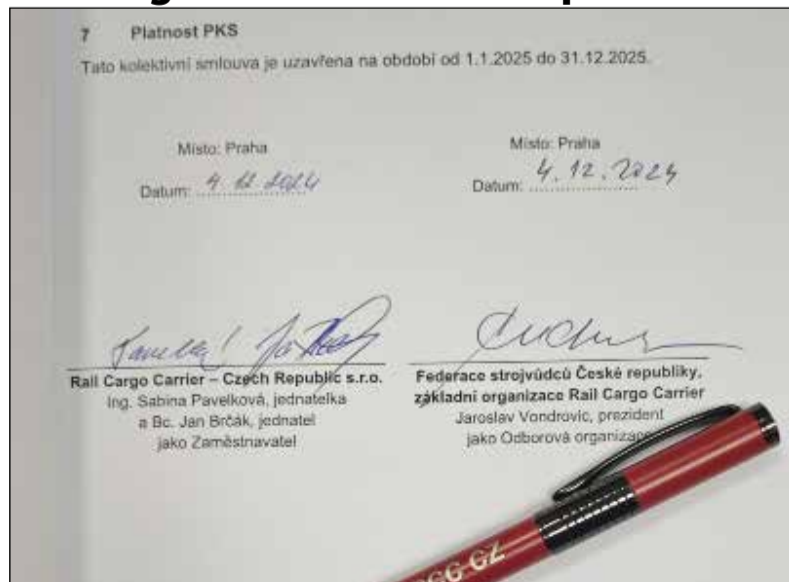 7 Platnost PKS
Tato kolektivní smlouva je uzavřena na období od 1.1.2025 do 31.12.2025.
Místo: Praha
Místo: Praha
Datum: 4.12.2024
Datum: 4.12.2024
Rail Cargo Carrier – Czech Republic s.r.o.
Ing. Sabina Pavelková, jednatelka
a Bc. Jan Brčák, jednatel
jako Zaměstnavatel
Federace strojvůdců České republiky,
základní organizace Rail Cargo Carrier
Jaroslav Vondrovic, prezident
jako Odborová organizace